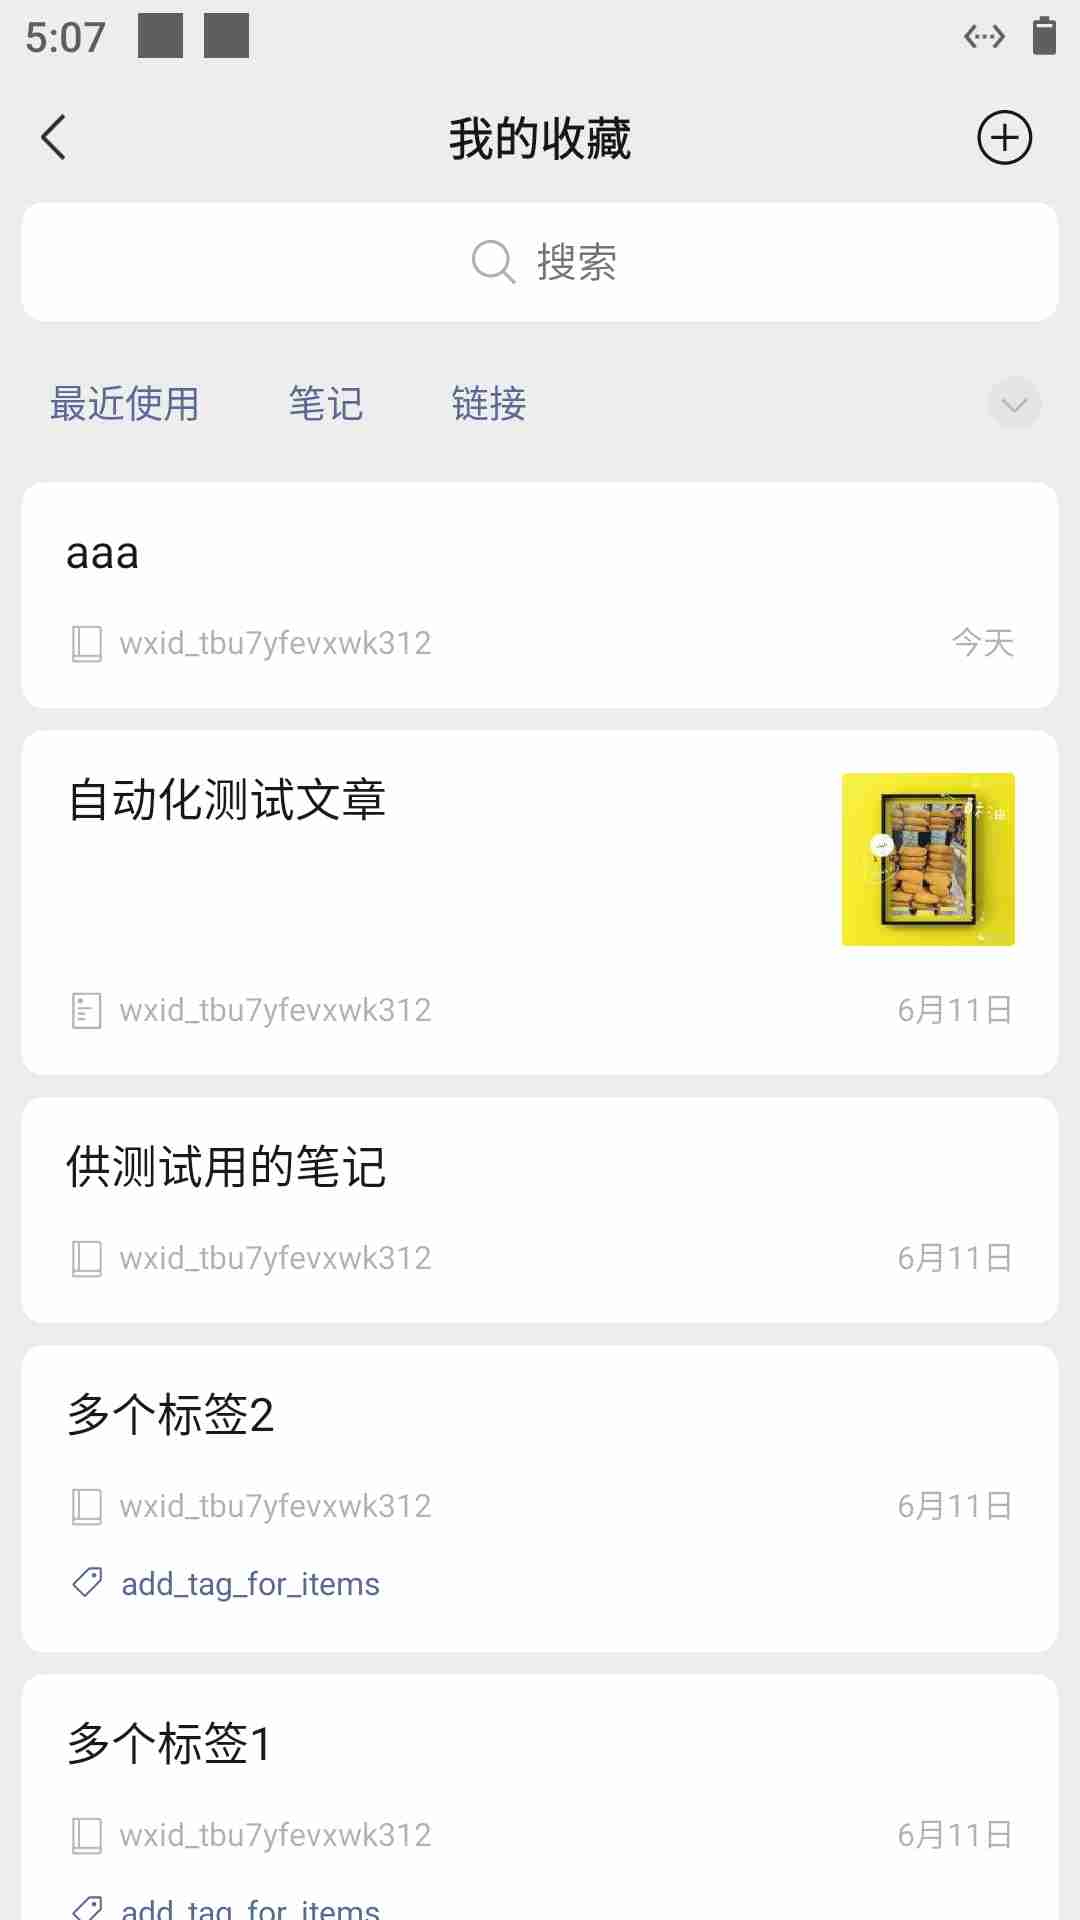 5:07
我的收藏
搜索
最近使用 笔记 链接
aaa
wxid_tbu7yfevxwk312 今天
自动化测试文章
wxid_tbu7yfevxwk312 6月11日
供测试用的笔记
wxid_tbu7yfevxwk312 6月11日
多个标签2
wxid_tbu7yfevxwk312 6月11日
add_tag_for_items
多个标签1
wxid_tbu7yfevxwk312 6月11日
add_tag_for_items